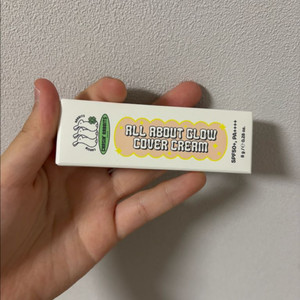 ALL ABOUT GLOW
COVER CREAM
SPF50+, PA++++